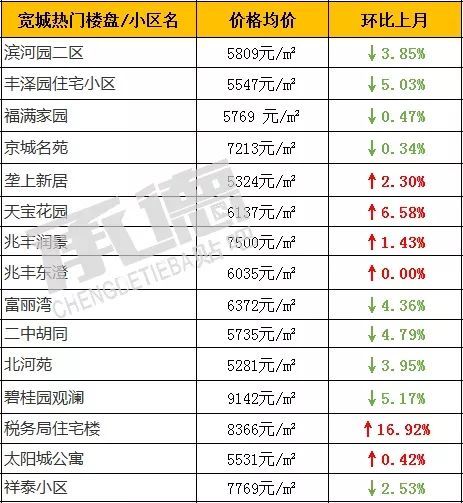 宽城热门楼盘/小区名 价格均价 环比上月
滨河园二区 5809元/㎡ ↓3.85%
丰泽园住宅小区 5547元/㎡ ↓5.03%
福满家园 5769 元/㎡ ↓0.47%
京城名苑 7213元/㎡ ↓0.34%
垄上新居 5324元/㎡ ↑2.30%
天宝花园 6137元/㎡ ↑6.58%
兆丰润景 7500元/㎡ ↑1.43%
兆丰东澄 6035元/㎡ ↑0.00%
富丽湾 6372元/㎡ ↓4.36%
二中胡同 5735元/㎡ ↓4.79%
北河苑 5281元/㎡ ↓3.95%
碧桂园观澜 9142元/㎡ ↓5.17%
税务局住宅楼 8366元/㎡ ↑16.92%
太阳城公寓 5531元/㎡ ↑0.42%
祥泰小区 7769元/㎡ ↓2.53%
承德
CHENGDETIEBA